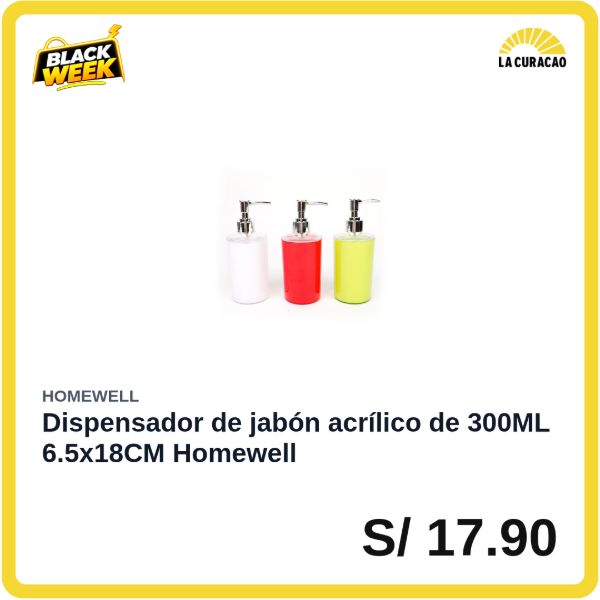 BLACK
WEEK
LA CURACAO
HOMEWELL
Dispensador de jabón acrílico de 300ML
6.5x18CM Homewell
S/ 17.90